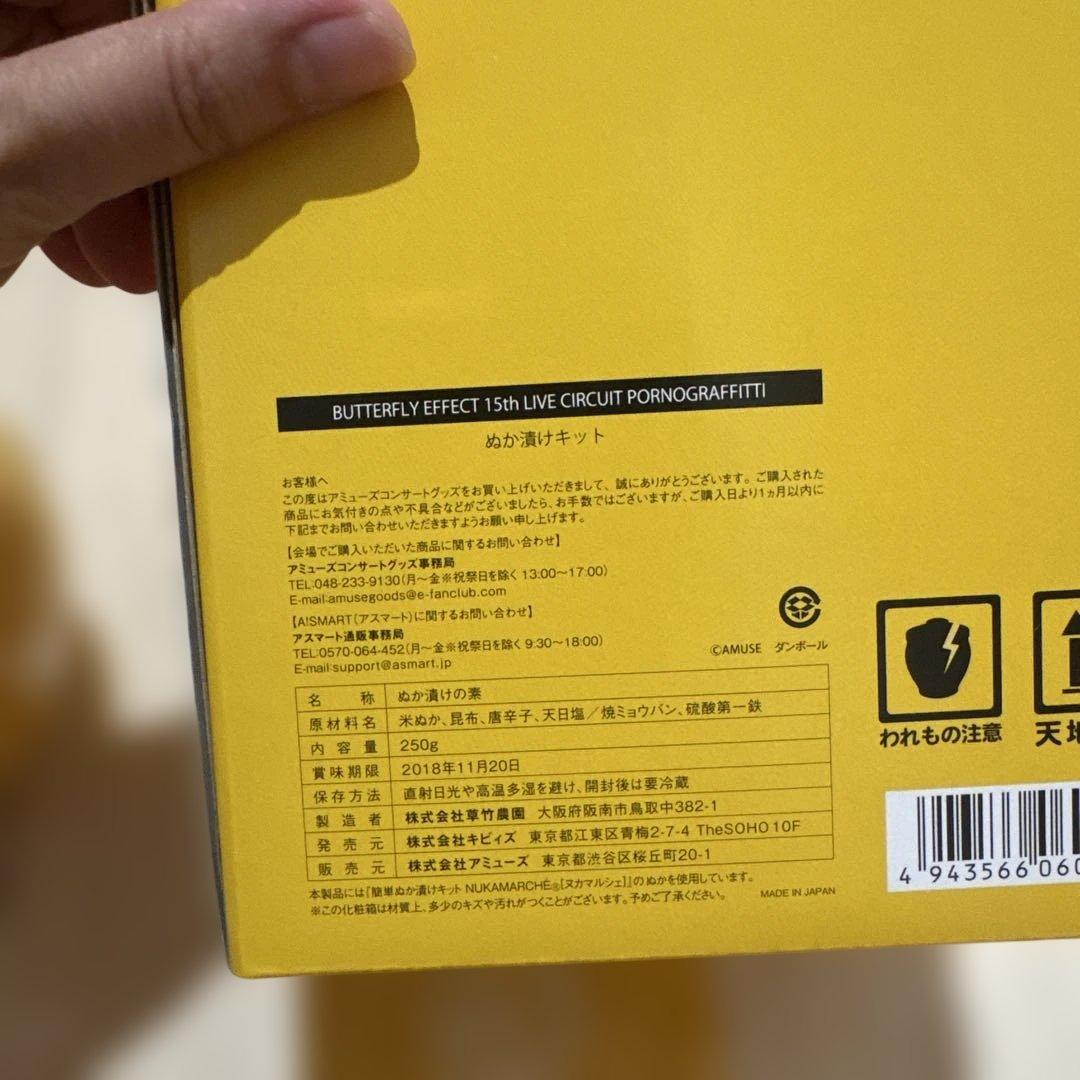 BUTTERFLY EFFECT 15th LIVE CIRCUIT PORNOGRAFFITTI
ぬか漬けキット
お客様へ
この度はアミューズコンサートグッズをお買い上げいただきまして、誠にありがとうございます。ご購入された
商品にお気付きの点や不具合などがございましたら、お手数ではございますが、ご購入日より1ヵ月以内に
下記までお問い合わせいただきますようお願い申し上げます。
【会場でご購入いただいた商品に関するお問い合わせ】
アミューズコンサートグッズ事務局
TEL:048-233-9130(月~金※祝祭日を除く 13:00~17:00)
E-mail:amusegoods@e-fanclub.com
【A!SMART(アスマート)に関するお問い合わせ】
アスマート通販事務局
TEL:0570-064-452(月~金※祝祭日を除く 9:30~18:00)
E-mail:support@asmart.jp
©AMUSE ダンボール
名称 ぬか漬けの素
原材料名 米ぬか、昆布、唐辛子、天日塩/焼ミョウバン、硫酸第一鉄
内容量 250g
賞味期限 2018年11月20日
保存方法 直射日光や高温多湿を避け、開封後は要冷蔵
製造者 株式会社草竹農園 大阪府阪南市鳥取中382-1
発売元 株式会社キビィズ 東京都江東区青梅2-7-4 TheSOHO 10F
販売元 株式会社アミューズ 東京都渋谷区桜丘町20-1
本製品には『簡単ぬか漬けキット NUKAMARCHÉ®[ヌカマルシェ]』のぬかを使用しています。
※この化粧箱は材質上、多少のキズや汚れがつくことがございます。予めご了承ください。
MADE IN JAPAN
われもの注意
天地
4 943566 060